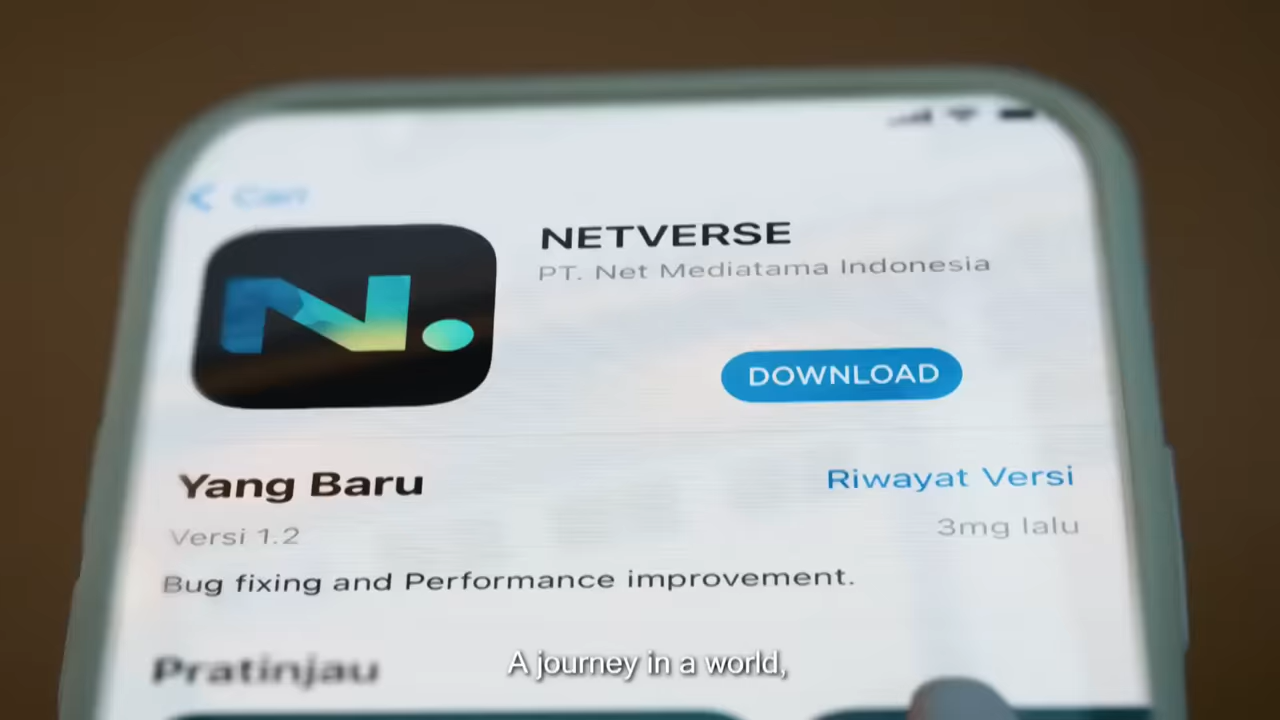 Cari
NETVERSE
PT. Net Mediatama Indonesia
N.
DOWNLOAD
Yang Baru
Riwayat Versi
Versi 1.2
3mg lalu
Bug fixing and Performance improvement.
Pratinjau
A journey in a world,